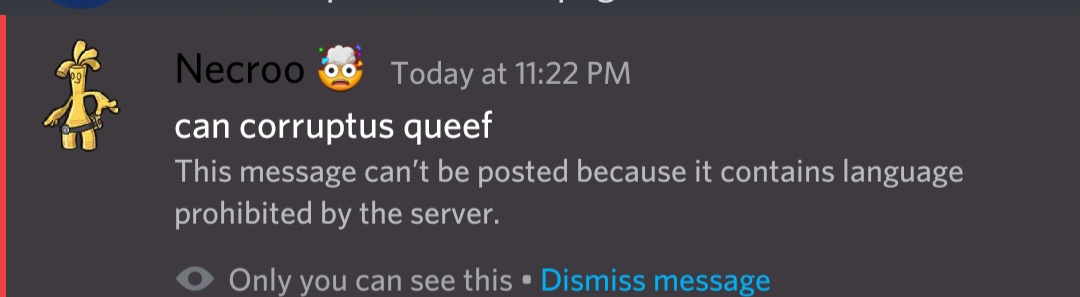 Necroo 🤯 Today at 11:22 PM
can corruptus queef
This message can't be posted because it contains language
prohibited by the server.
Only you can see this • Dismiss message